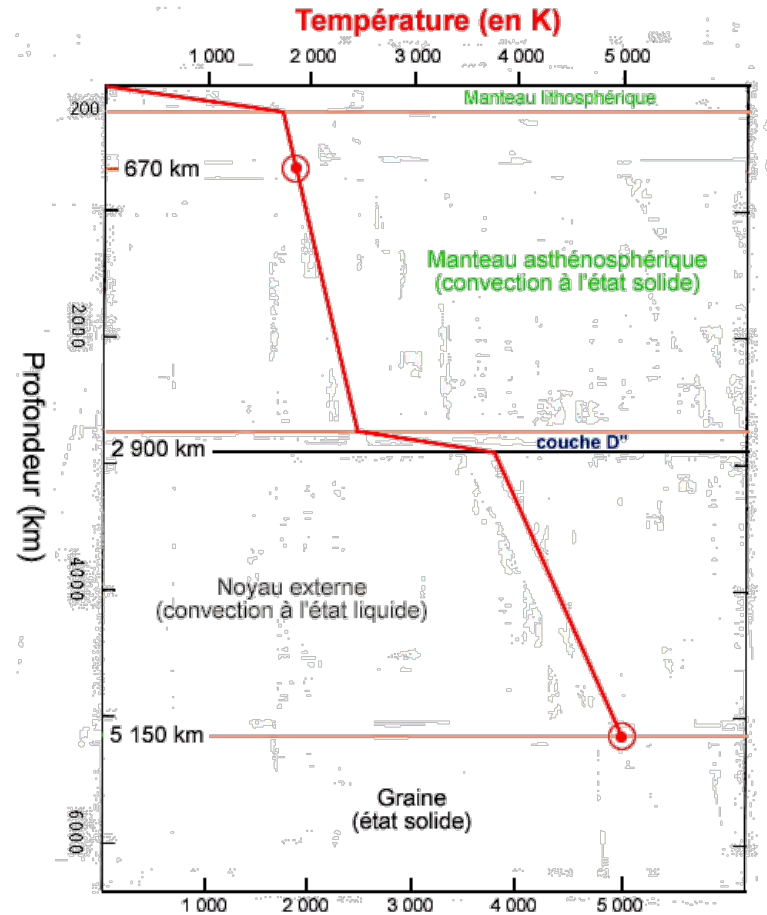 Température (en K)
1 000 2 000 3 000 4 000 5 000
Manteau lithosphérique
200
670 km
Manteau asthénosphérique
(convection à l'état solide)
2000
Profondeur (km)
couche D"
2 900 km
4000
Noyau externe
(convection à l'état liquide)
5 150 km
Graine
(état solide)
6000
1 000 2 000 3 000 4 000 5 000